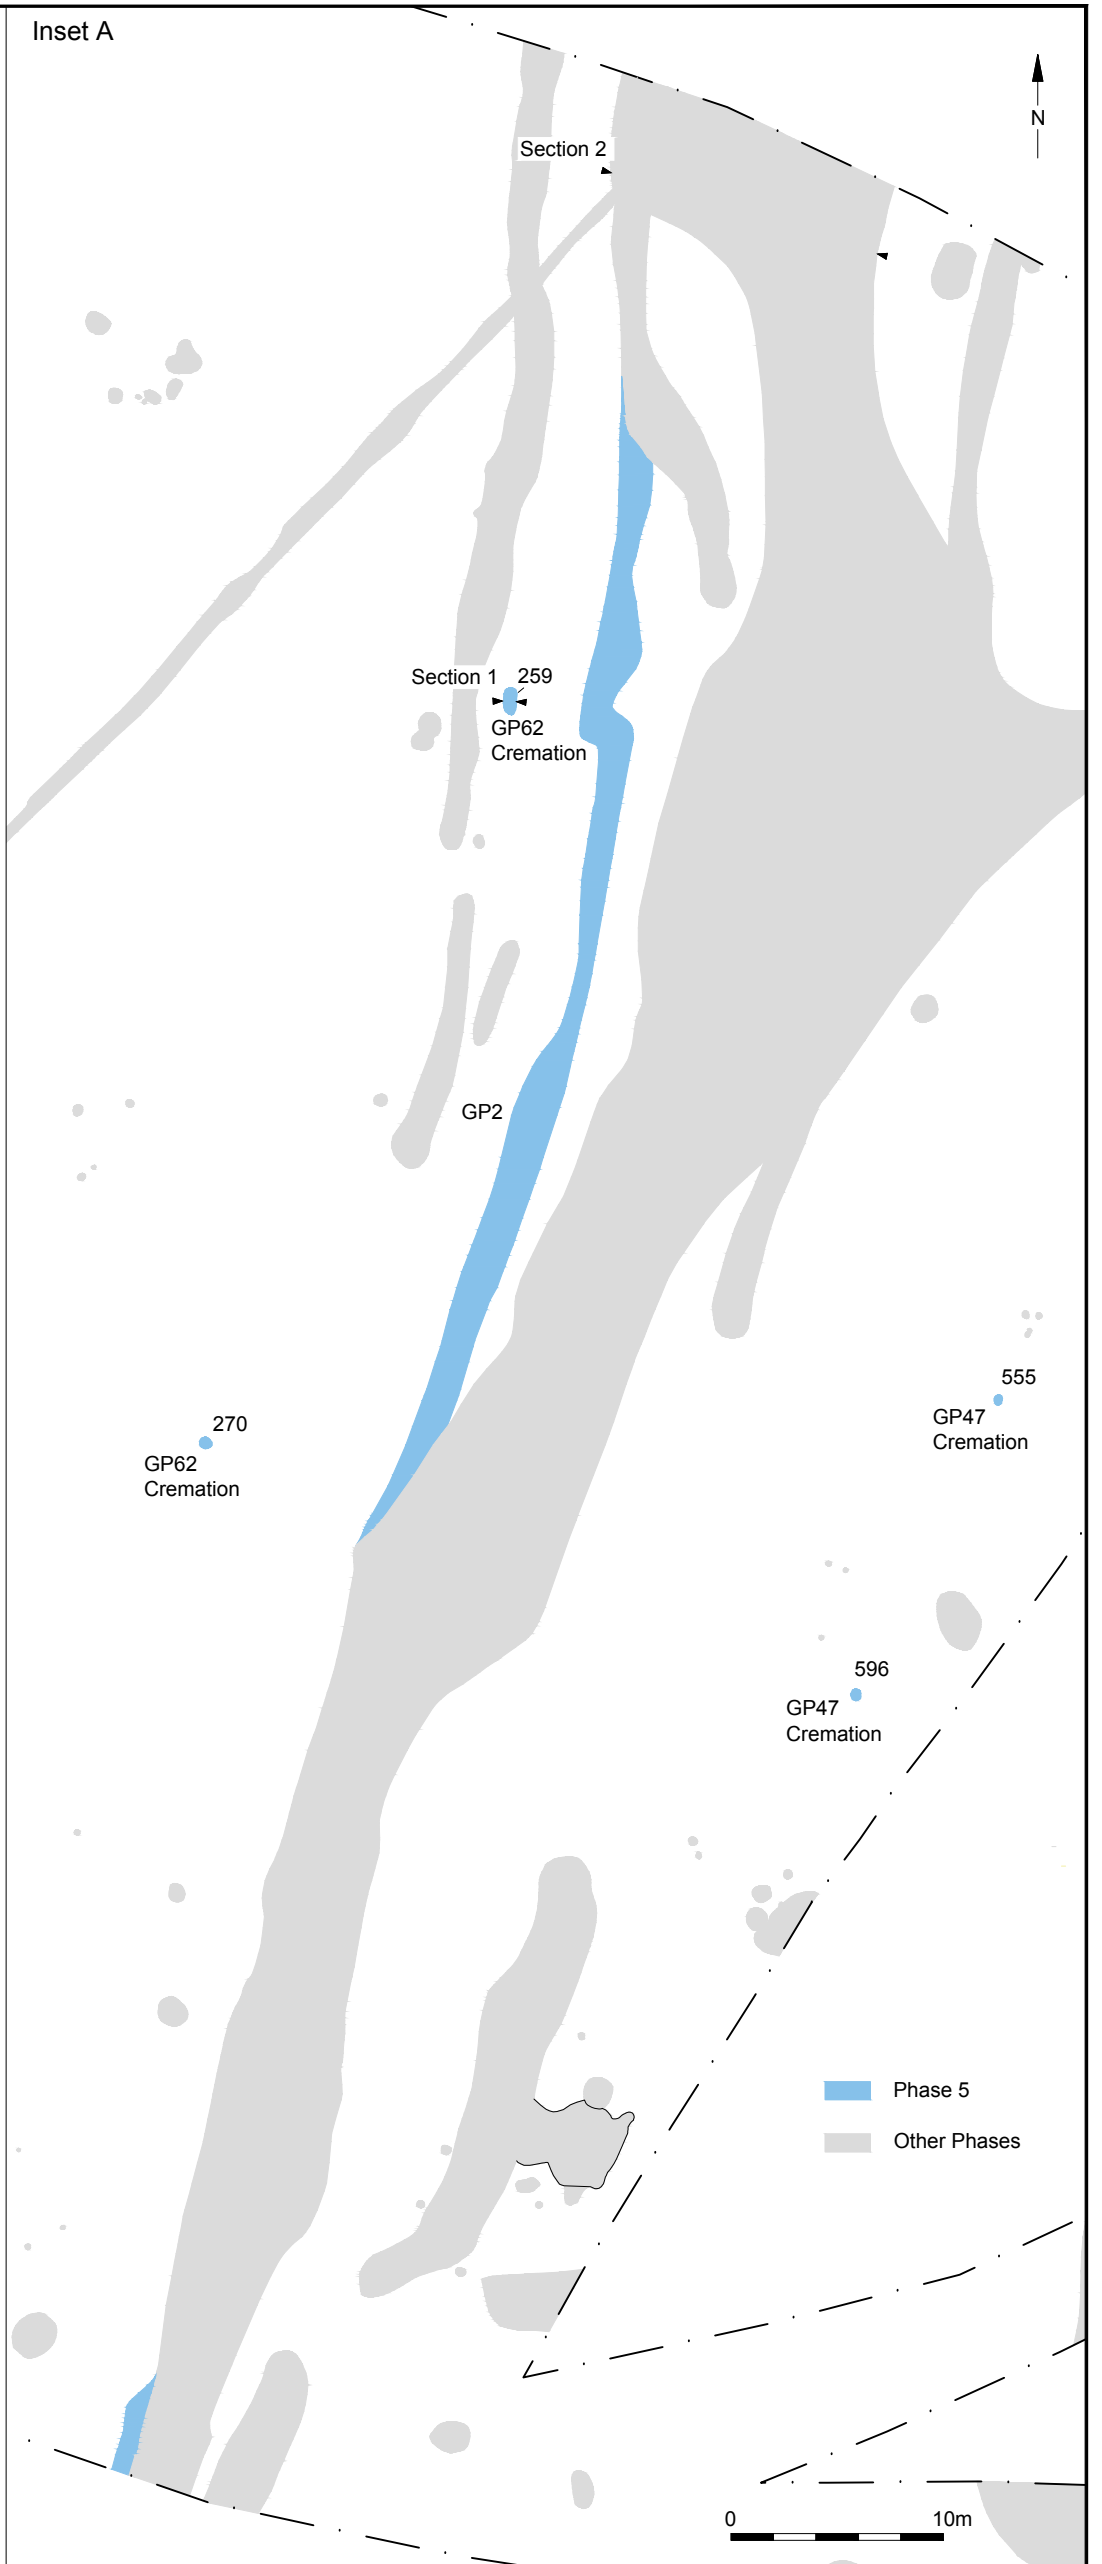 Inset A
N
Section 2
Section 1
259
GP62
Cremation
GP2
555
GP47
Cremation
270
GP62
Cremation
596
GP47
Cremation
Phase 5
Other Phases
0
10m